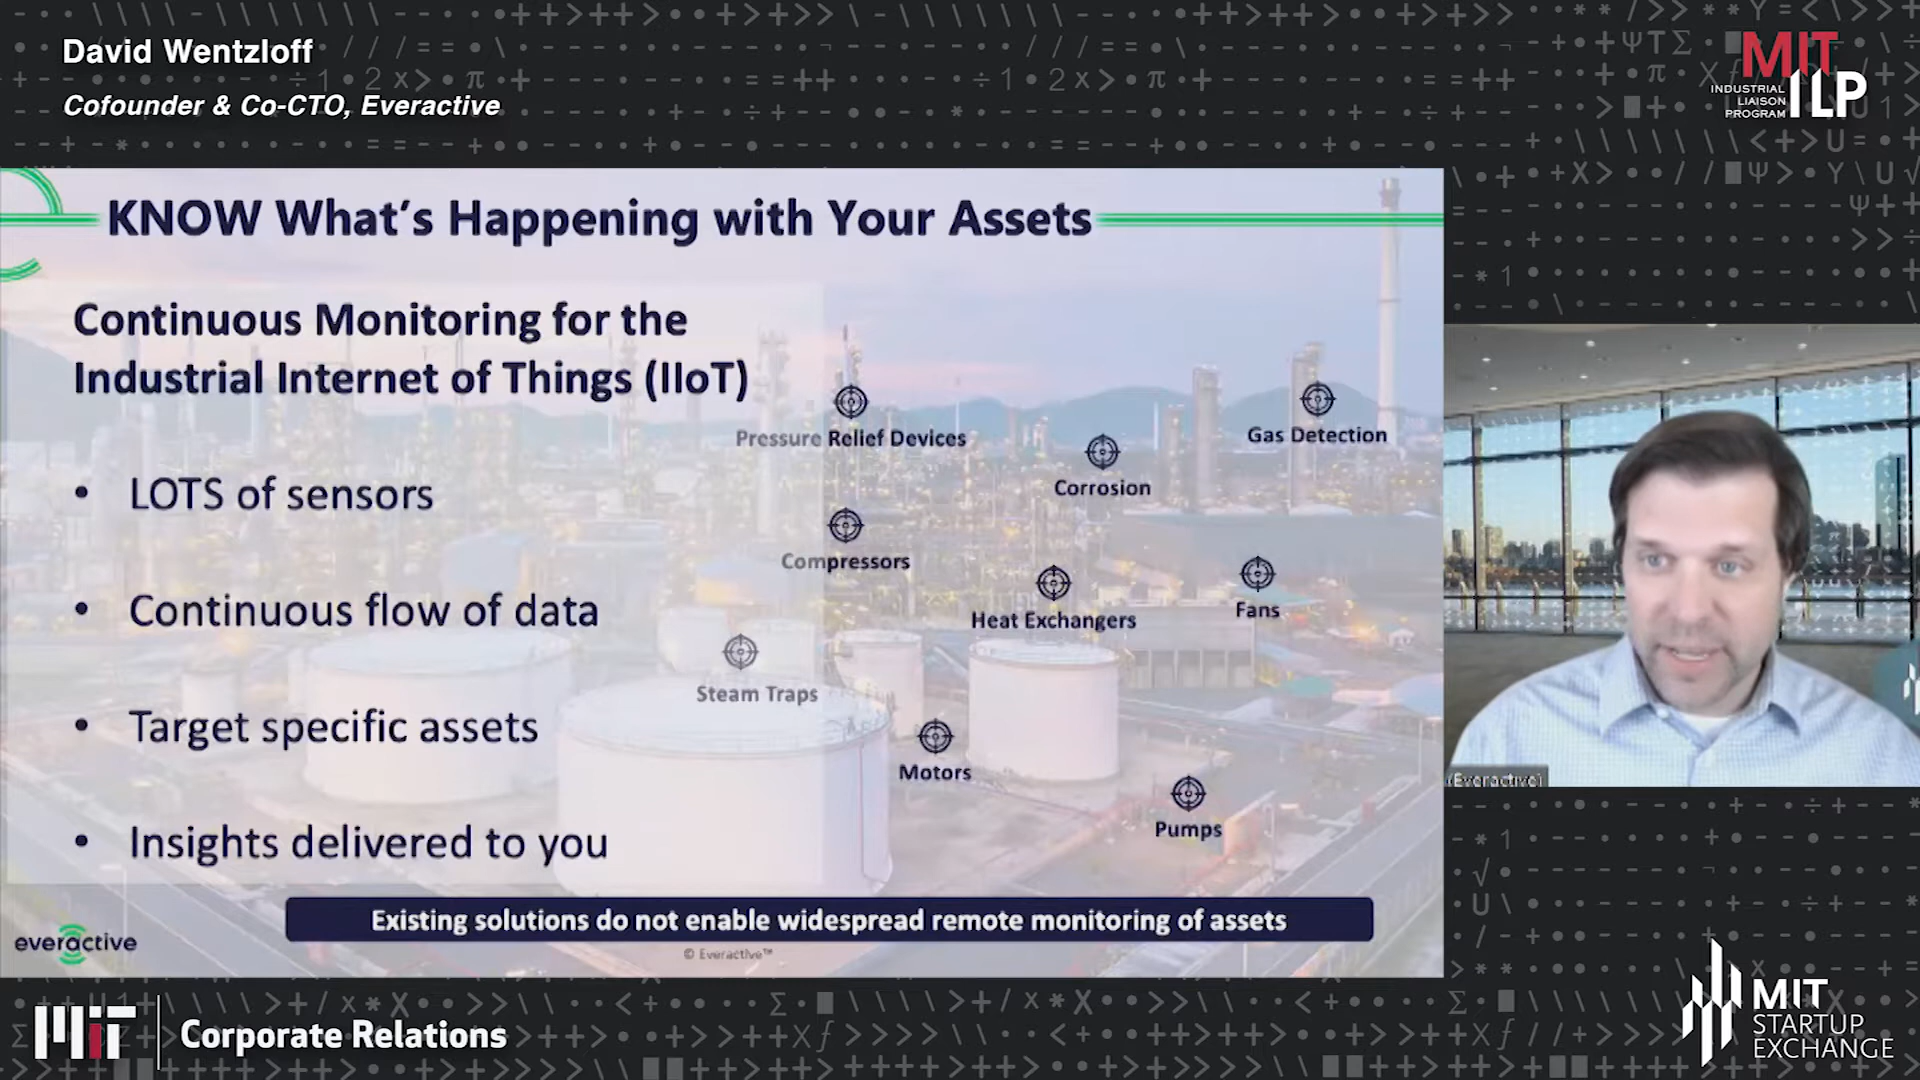 David Wentzloff
Cofounder & Co-CTO, Everactive
MIT
INDUSTRIAL
LIAISON
PROGRAM
ILP
KNOW What's Happening with Your Assets
Continuous Monitoring for the
Industrial Internet of Things (IIoT)
• LOTS of sensors
• Continuous flow of data
• Target specific assets
• Insights delivered to you
Pressure Relief Devices
Gas Detection
Corrosion
Compressors
Heat Exchangers
Fans
Steam Traps
Motors
Pumps
Existing solutions do not enable widespread remote monitoring of assets
everactive
© Everactive™
(Everactive)
MIT
Corporate Relations
MIT
STARTUP
EXCHANGE